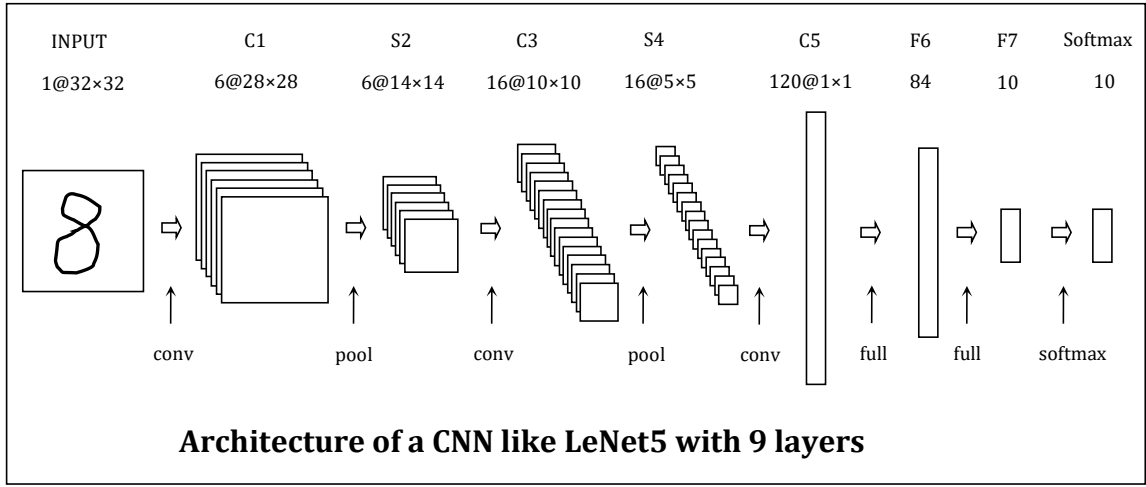 INPUT C1 S2 C3 S4 C5 F6 F7 Softmax
1@32×32 6@28×28 6@14×14 16@10×10 16@5×5 120@1×1 84 10 10
conv pool conv pool conv full full softmax
Architecture of a CNN like LeNet5 with 9 layers